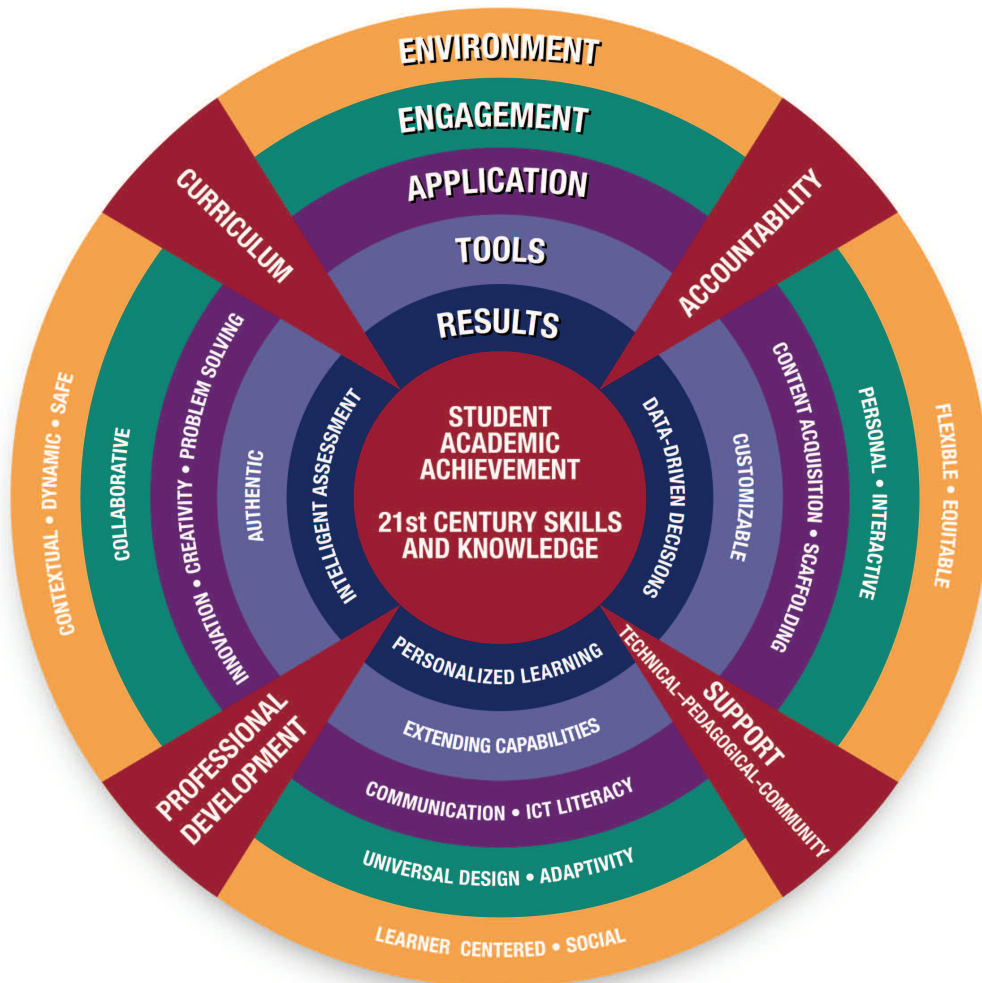 ENVIRONMENT
ENGAGEMENT
APPLICATION
TOOLS
RESULTS
CURRICULUM
ACCOUNTABILITY
CONTEXTUAL • DYNAMIC • SAFE
COLLABORATIVE
INNOVATION • CREATIVITY • PROBLEM SOLVING
AUTHENTIC
INTELLIGENT ASSESSMENT
STUDENT
ACADEMIC
ACHIEVEMENT
21st CENTURY SKILLS
AND KNOWLEDGE
DATA-DRIVEN DECISIONS
CUSTOMIZABLE
CONTENT ACQUISITION • SCAFFOLDING
PERSONAL • INTERACTIVE
FLEXIBLE • EQUITABLE
PROFESSIONAL
DEVELOPMENT
SUPPORT
TECHNICAL–PEDAGOGICAL–COMMUNITY
PERSONALIZED LEARNING
EXTENDING CAPABILITIES
COMMUNICATION • ICT LITERACY
UNIVERSAL DESIGN • ADAPTIVITY
LEARNER CENTERED • SOCIAL